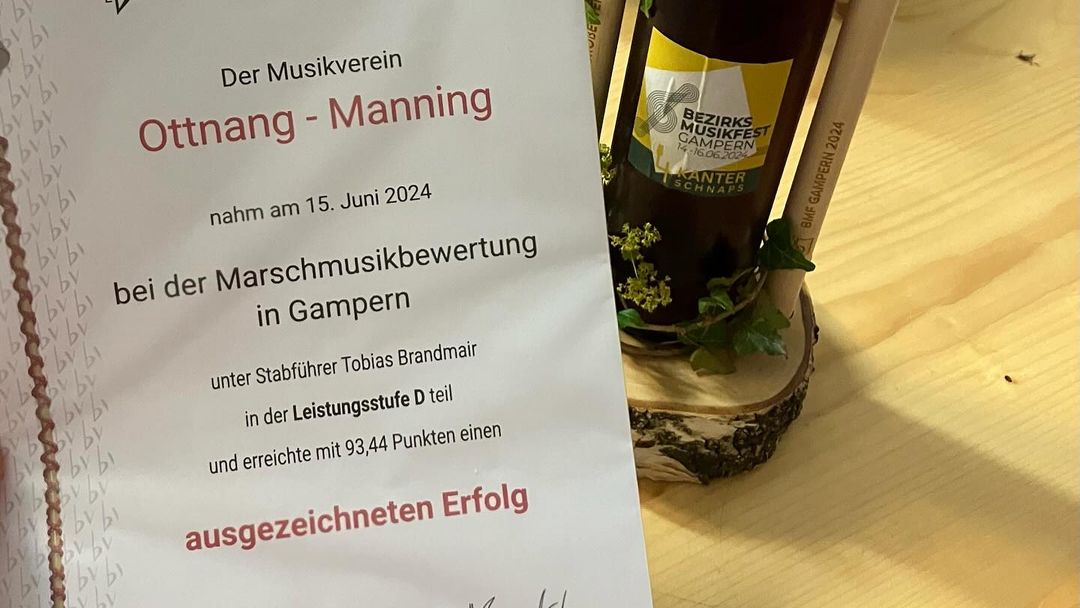 Der Musikverein
Ottnang - Manning
nahm am 15. Juni 2024
bei der Marschmusikbewertung
in Gampern
unter Stabführer Tobias Brandmair
in der Leistungsstufe D teil
und erreichte mit 93,44 Punkten einen
ausgezeichneten Erfolg
BEZIRKS
MUSIKFEST
GAMPERN
14-16.06.2024
KANTER
SCHNAPS
BMF GAMPERN 2024